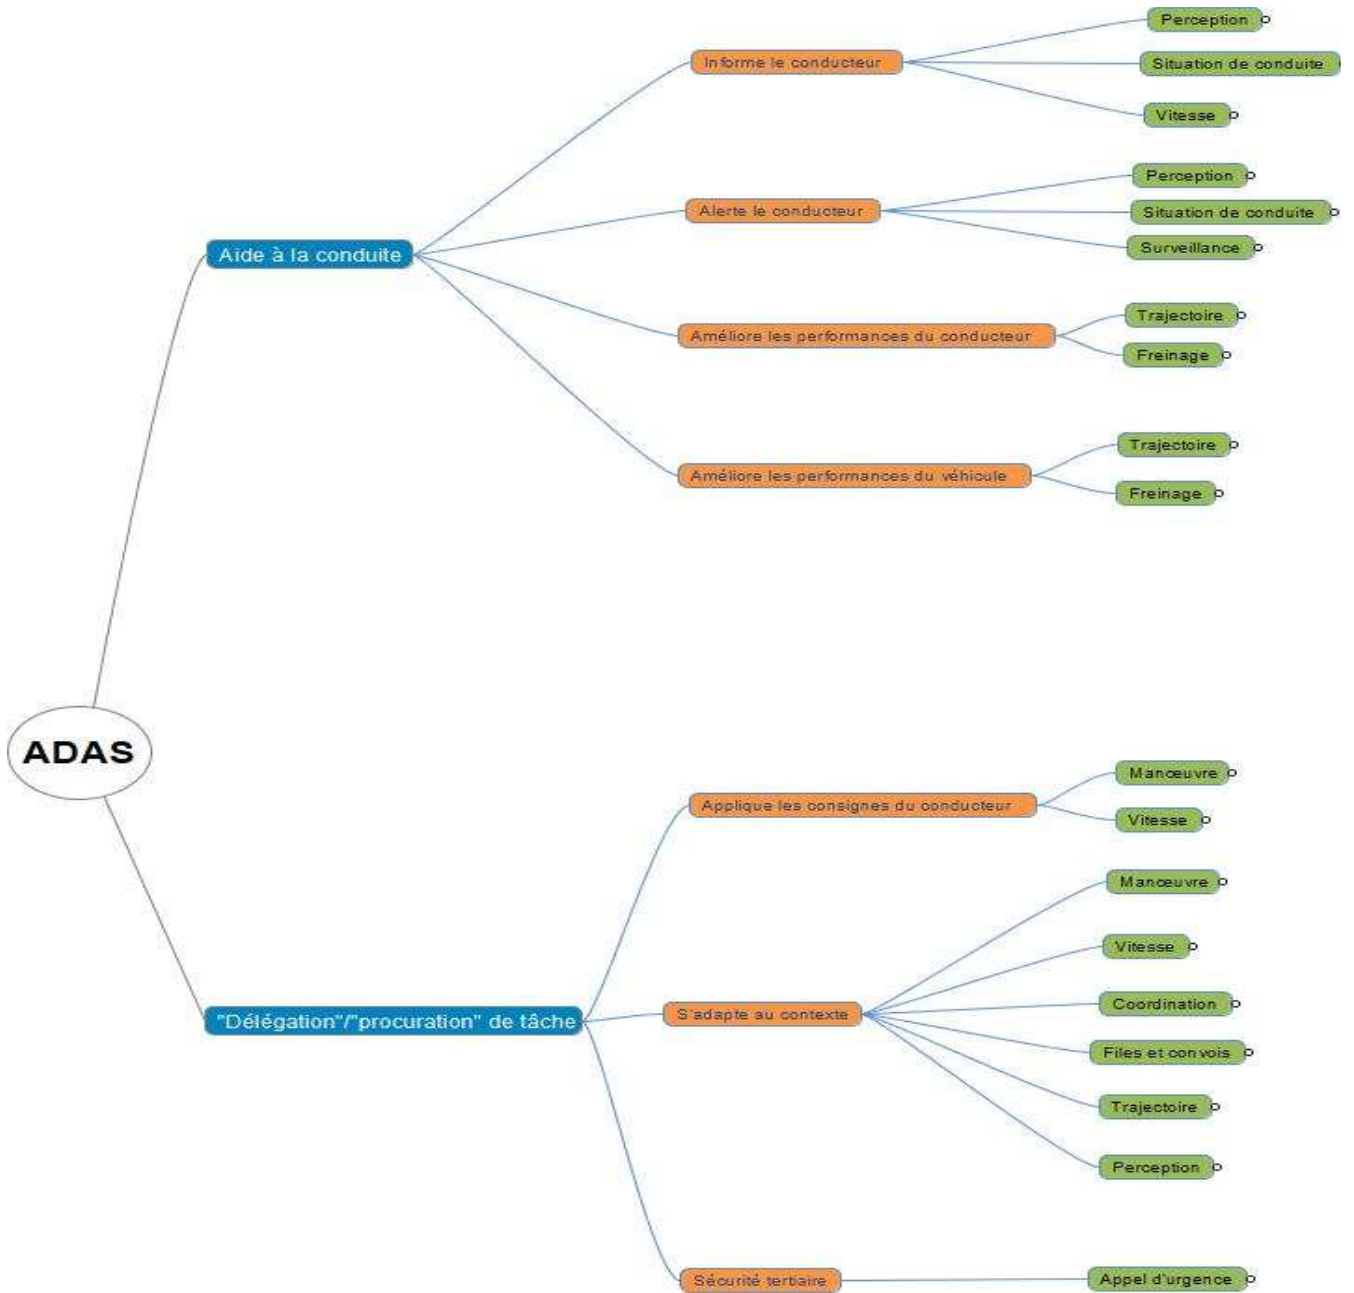 Perception
Informe le conducteur
Situation de conduite
Vitesse
Perception
Alerte le conducteur
Situation de conduite
Surveillance
Aide à la conduite
Trajectoire
Améliore les performances du conducteur
Freinage
Trajectoire
Améliore les performances du véhicule
Freinage
ADAS
Manœuvre
Applique les consignes du conducteur
Vitesse
Manœuvre
Vitesse
Coordination
S'adapte au contexte
"Délégation"/"procuration" de tâche
Files et convois
Trajectoire
Perception
Sécurité tertiaire
Appel d'urgence